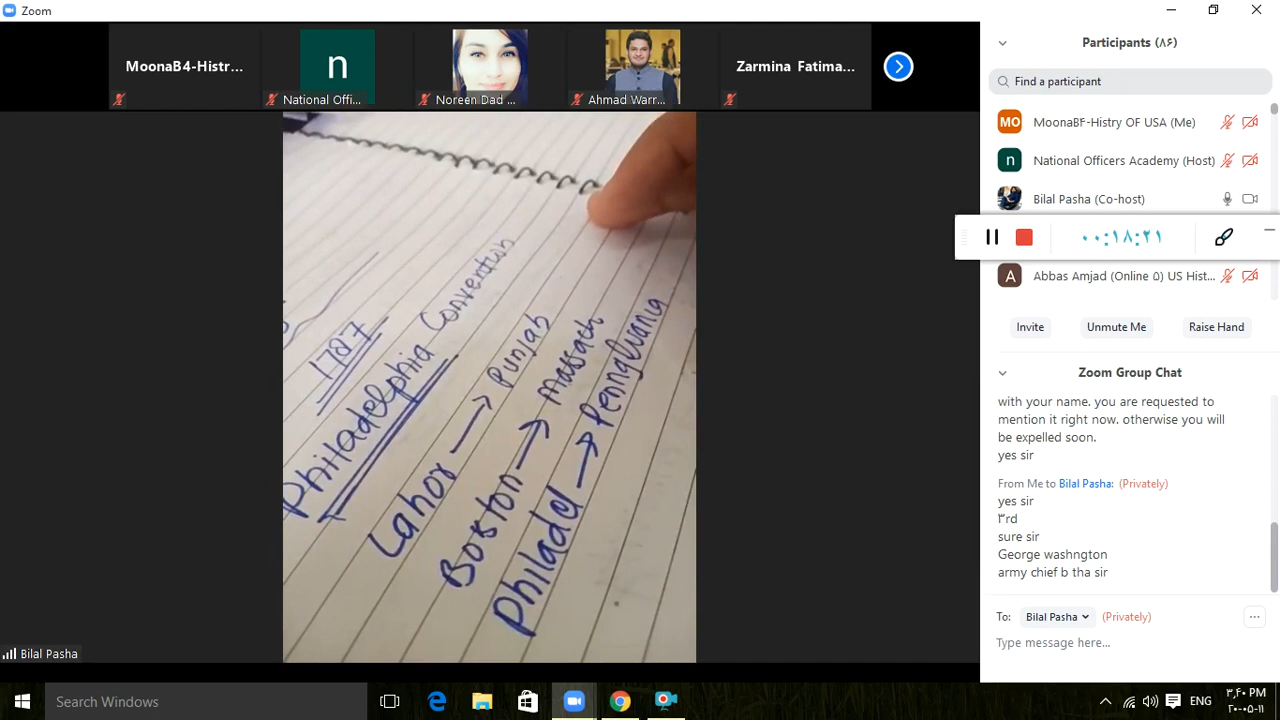 Zoom
MoonaB4-Histr...
National Offi...
Noreen Dad ...
Ahmad Warr...
Zarmina Fatima...
n
1787
Philadelphia Convention
Lahor → Punjab
Boston → Massach
Philadel → Pennsylvania
Bilal Pasha
Participants (۸۶)
Find a participant
MO MoonaB۴-Histry OF USA (Me)
n National Officers Academy (Host)
Bilal Pasha (Co-host)
۰۰:۱۸:۲۱
A Abbas Amjad (Online ۵) US Hist...
Invite Unmute Me Raise Hand
Zoom Group Chat
with your name. you are requested to
mention it right now. otherwise you will
be expelled soon.
yes sir
From Me to Bilal Pasha: (Privately)
yes sir
۳rd
sure sir
George washngton
army chief b tha sir
To: Bilal Pasha (Privately)
Type message here...
Search Windows
ENG
۳:۴۰ PM
۲۰۰۰-۰۵-۱۱